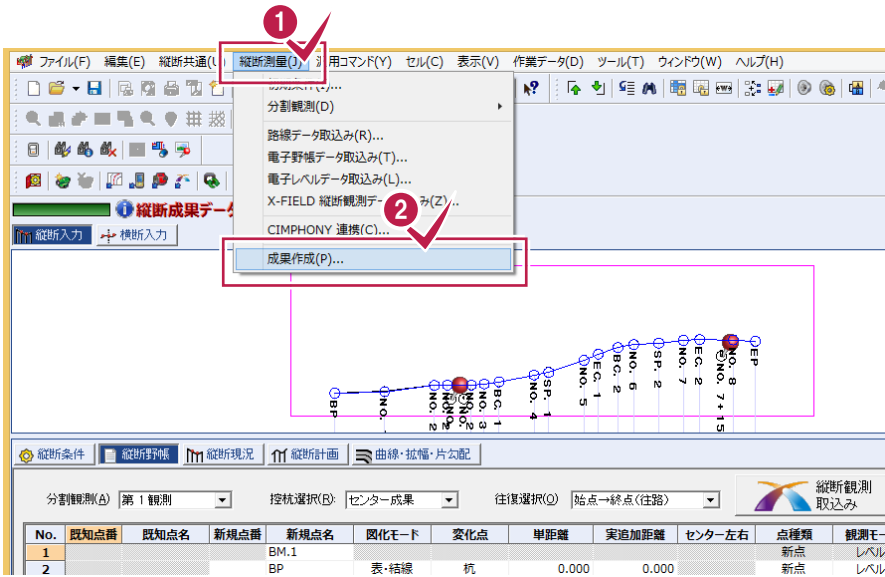 1
ファイル(F) 編集(E) 縦断共通(U) 縦断測量(J) 汎用コマンド(Y) セル(C) 表示(V) 作業データ(D) ツール(T) ウィンドウ(W) ヘルプ(H)
分割観測(D)
路線データ取込み(R)...
電子野帳データ取込み(T)...
電子レベルデータ取込み(L)...
X-FIELD 縦断観測デー み(Z)...
2
CIMPHONY 連携(C)...
成果作成(P)...
縦断成果データ
縦断入力 横断入力
BP
NO.
NO. 2
NO. 3
BC. 1
NO. 4
SP. 1
NO. 5
EC. 1
BC. 2
NO. 6
SP. 2
NO. 7
EC. 2
NO. 7+15
NO. 8
EP
縦断条件 縦断野帳 縦断現況 縦断計画 曲線・拡幅・片勾配
分割観測(A) 第1観測 控杭選択(R): センター成果 往復選択(O) 始点→終点(往路)
縦断観測
取込み
No. 既知点番 既知点名 新規点番 新規点名 図化モード 変化点 単距離 実追加距離 センター左右 点種類 観測モー
1 BM.1 新点 レベル
2 BP 表・結線 杭 0.000 0.000 新点 レベル